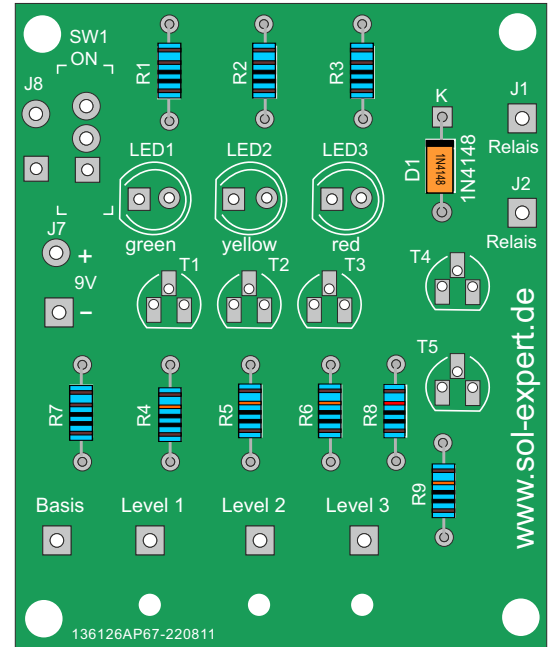 SW1
ON
J8
R1
R2
R3
K
J1
Relais
D1
1N4148
1N4148
J2
Relais
LED1
LED2
LED3
green
yellow
red
J7
+
9V
-
T1
T2
T3
T4
T5
R7
R4
R5
R6
R8
R9
Basis
Level 1
Level 2
Level 3
www.sol-expert.de
136126AP67-220811